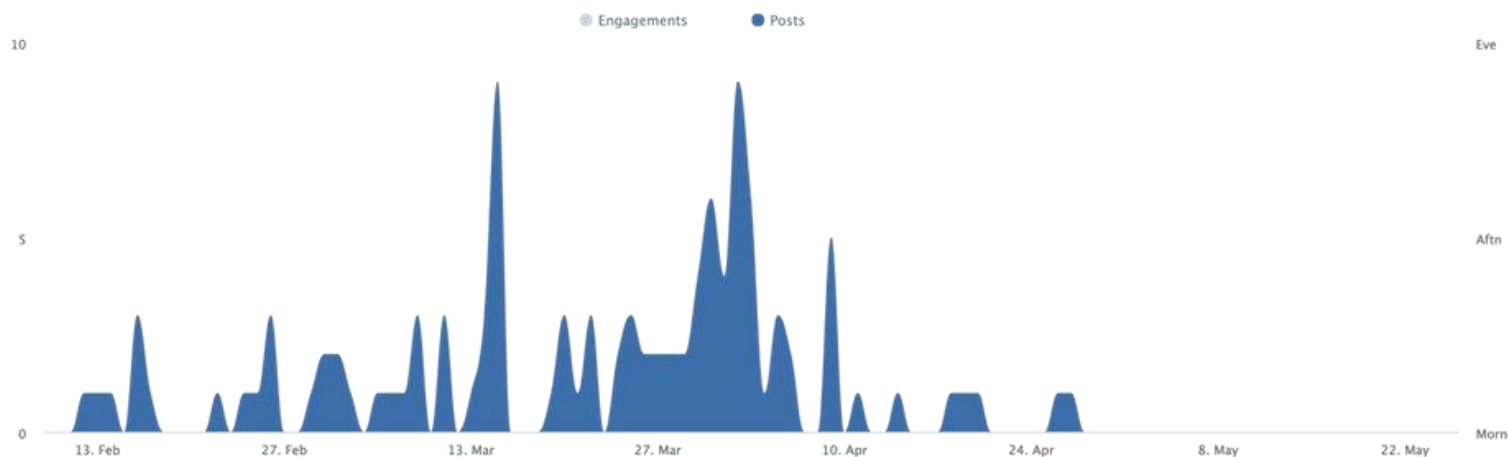 Engagements Posts
10 Eve
5 Aftn
0 Morn
13. Feb 27. Feb 13. Mar 27. Mar 10. Apr 24. Apr 8. May 22. May